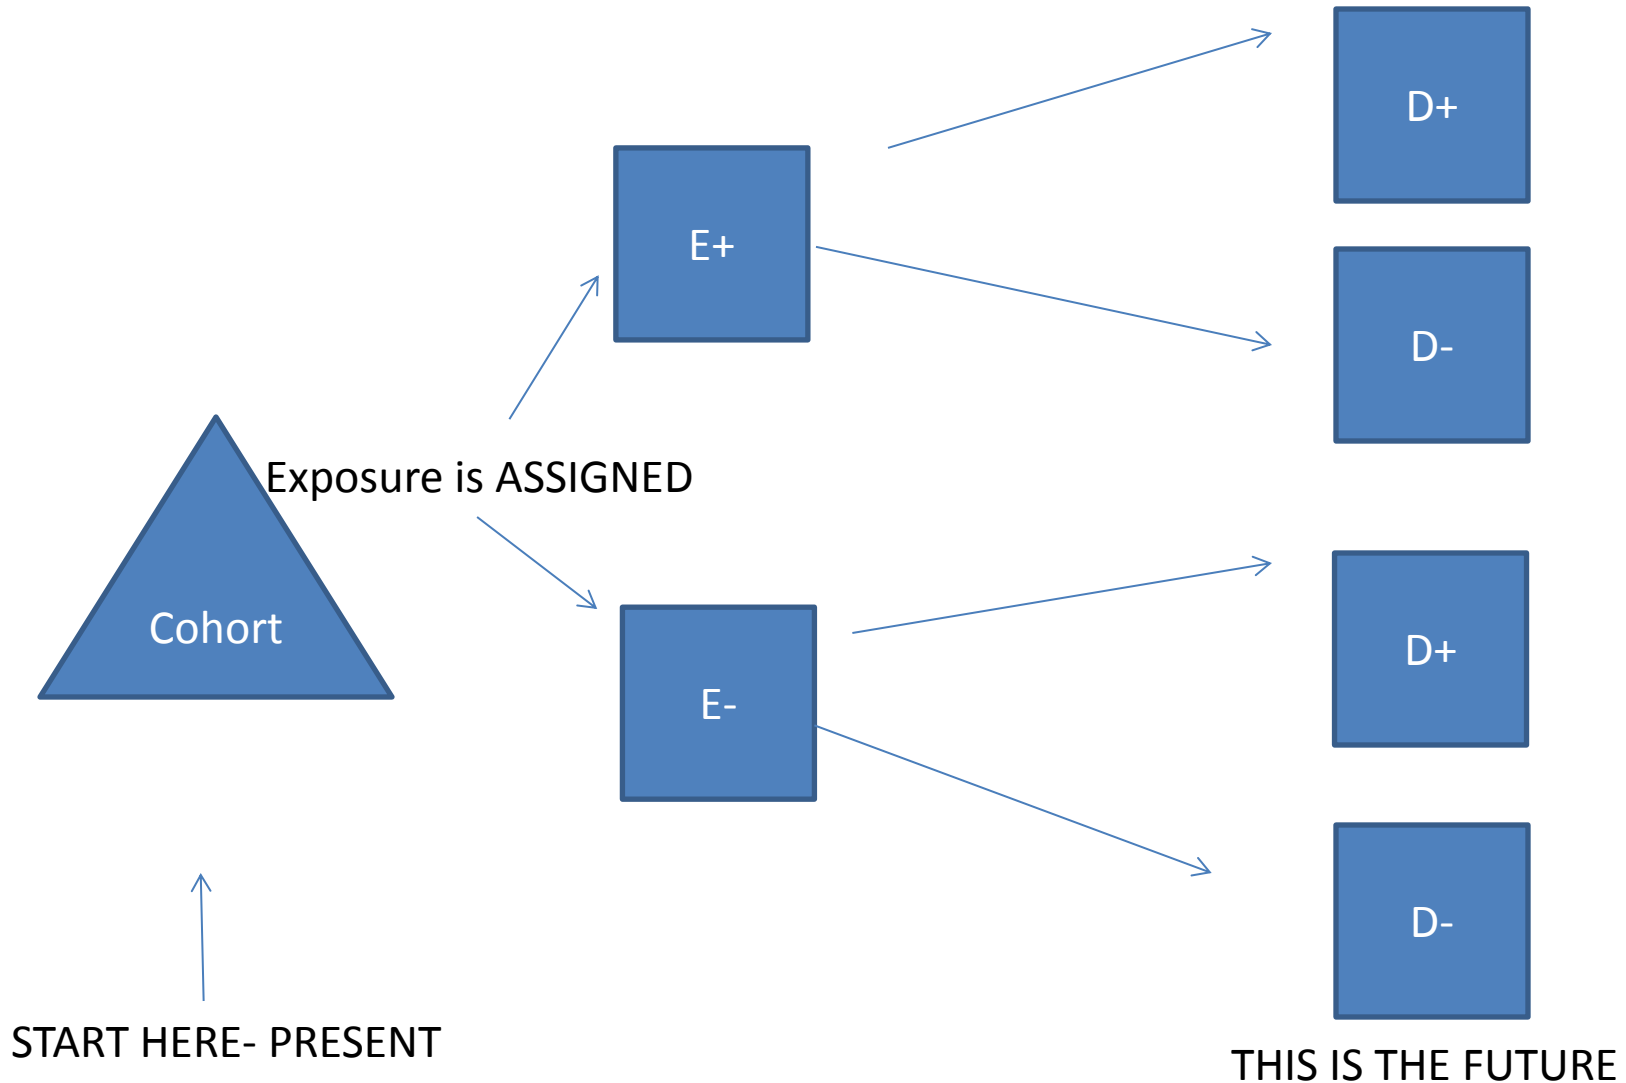 D+
E+
D-
Exposure is ASSIGNED
Cohort
D+
E-
D-
START HERE- PRESENT
THIS IS THE FUTURE